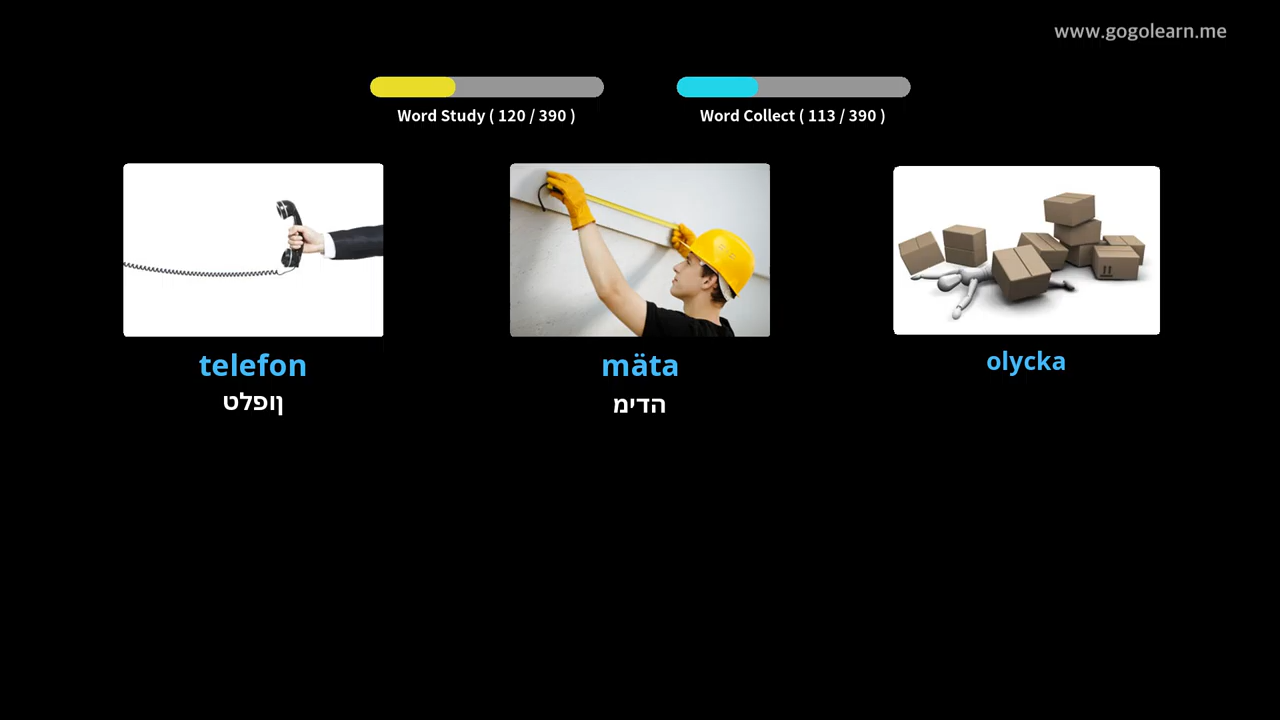 www.gogolearn.me
Word Study ( 120 / 390 )
Word Collect ( 113 / 390 )
telefon
ןופלט
mäta
הדימ
olycka